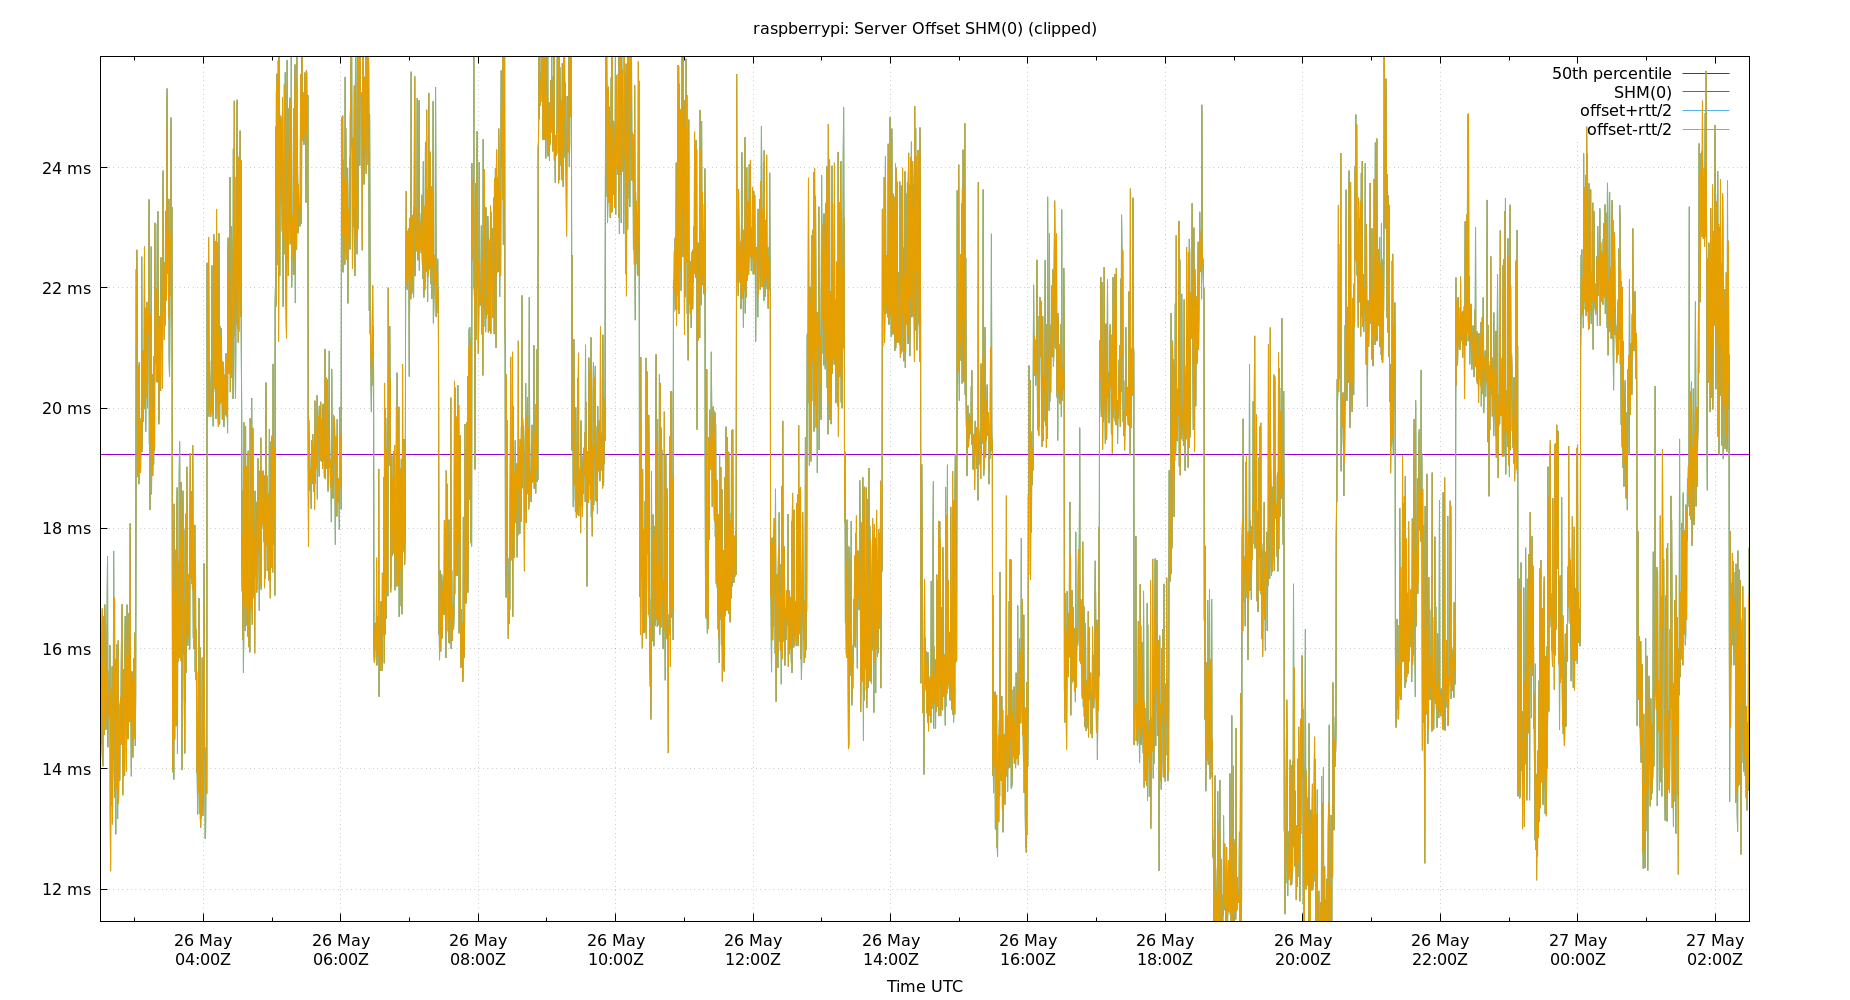 raspberrypi: Server Offset SHM(0) (clipped)
50th percentile
SHM(0)
offset+rtt/2
offset-rtt/2
24 ms
22 ms
20 ms
18 ms
16 ms
14 ms
12 ms
26 May 26 May 26 May 26 May 26 May 26 May 26 May 26 May 26 May 26 May 27 May 27 May
04:00Z 06:00Z 08:00Z 10:00Z 12:00Z 14:00Z 16:00Z 18:00Z 20:00Z 22:00Z 00:00Z 02:00Z
Time UTC